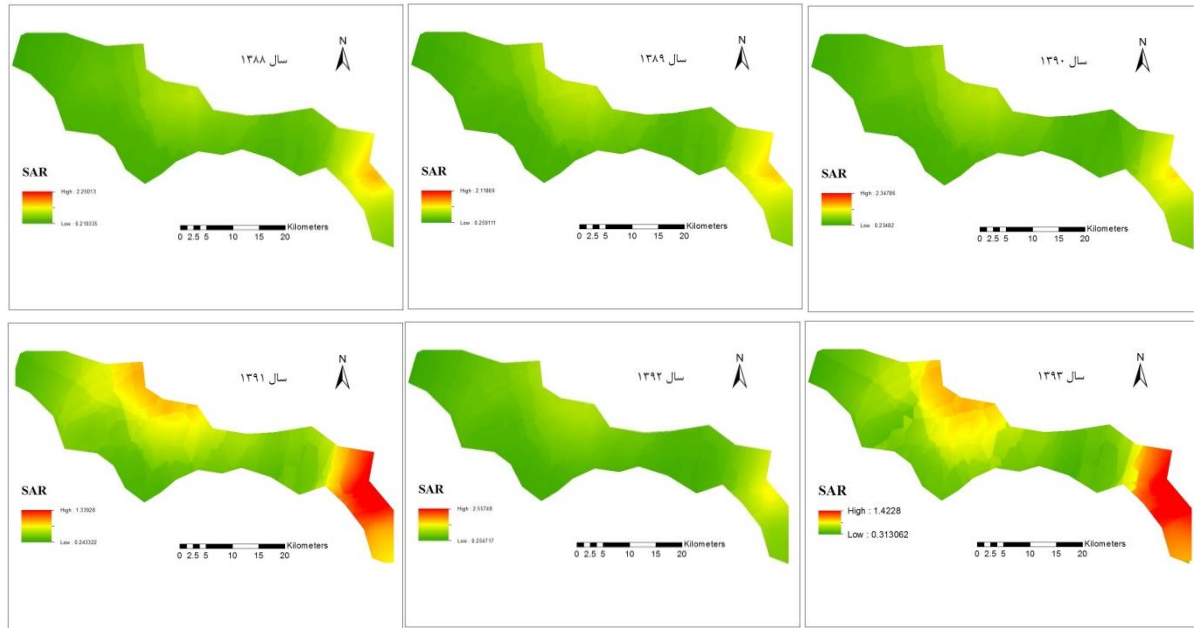 سال ۱۳۸۸
N
SAR
High : 2.25013
Low : 0.219335
Kilometers
0 2.5 5 10 15 20
سال ۱۳۸۹
N
SAR
High : 2.11869
Low : 0.259111
Kilometers
0 2.5 5 10 15 20
سال ۱۳۹۰
N
SAR
High : 2.34786
Low : 0.23482
Kilometers
0 2.5 5 10 15 20
سال ۱۳۹۱
N
SAR
High : 1.33928
Low : 0.243322
Kilometers
0 2.5 5 10 15 20
سال ۱۳۹۲
N
SAR
High : 2.55748
Low : 0.254717
Kilometers
0 2.5 5 10 15 20
سال ۱۳۹۳
N
SAR
High : 1.4228
Low : 0.313062
Kilometers
0 2.5 5 10 15 20